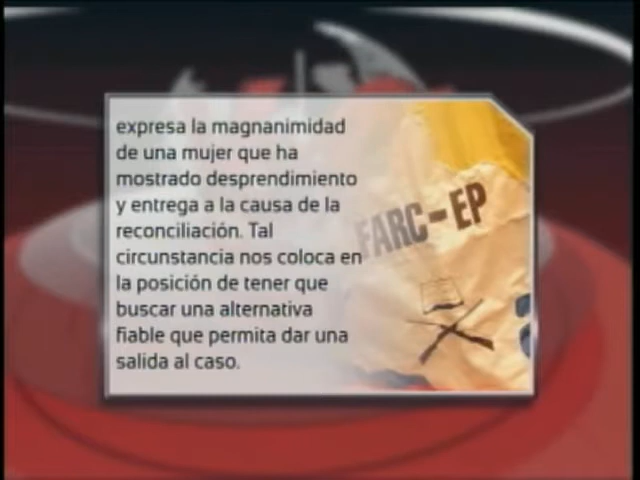 expresa la magnanimidad
de una mujer que ha
mostrado desprendimiento
y entrega a la causa de la
reconciliación. Tal
circunstancia nos coloca en
la posición de tener que
buscar una alternativa
fiable que permita dar una
salida al caso.
FARC-EP